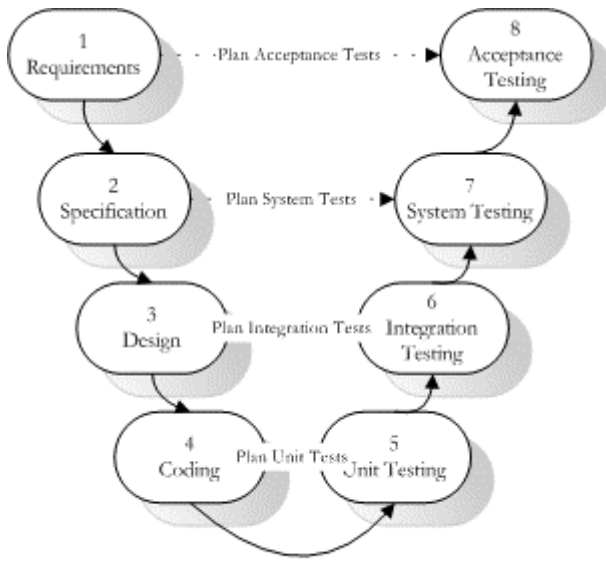 1
Requirements
Plan Acceptance Tests
8
Acceptance
Testing
2
Specification
Plan System Tests
7
System Testing
3
Design
Plan Integration Tests
6
Integration
Testing
4
Coding
Plan Unit Tests
5
Unit Testing